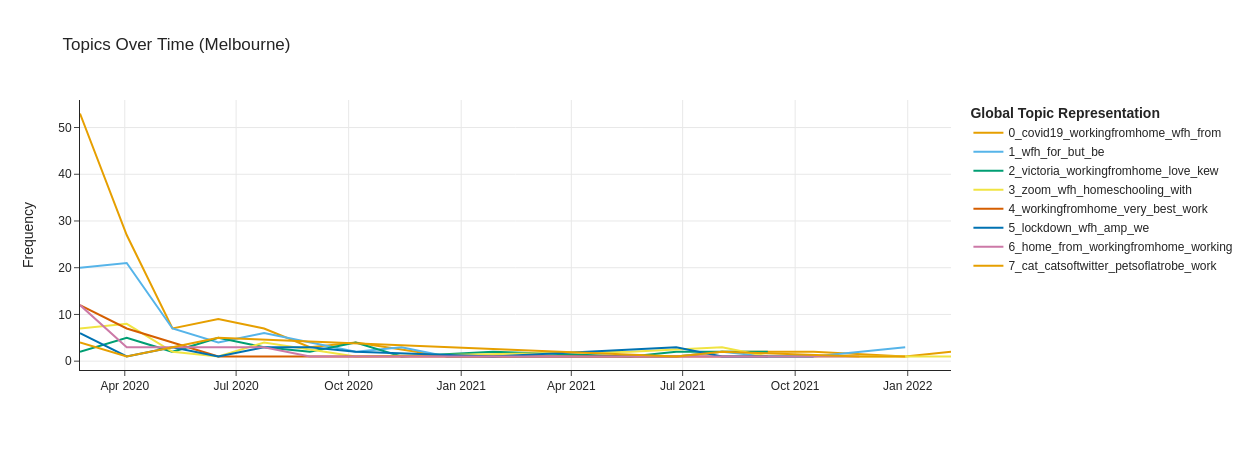 Topics Over Time (Melbourne)
Global Topic Representation
0_covid19_workingfromhome_wfh_from
1_wfh_for_but_be
2_victoria_workingfromhome_love_kew
3_zoom_wfh_homeschooling_with
4_workingfromhome_very_best_work
5_lockdown_wfh_amp_we
6_home_from_workingfromhome_working
7_cat_catsoftwitter_petsoflatrobe_work
Frequency
50
40
30
20
10
0
Apr 2020
Jul 2020
Oct 2020
Jan 2021
Apr 2021
Jul 2021
Oct 2021
Jan 2022